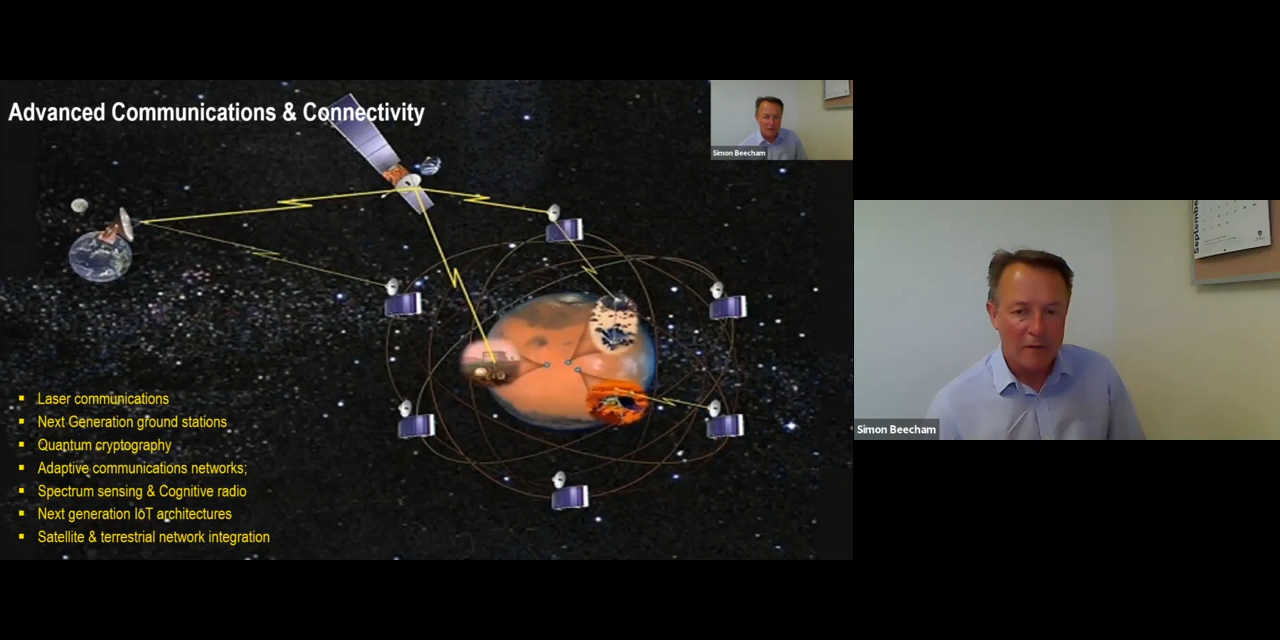 Advanced Communications & Connectivity
Simon Beecham
Laser communications
Next Generation ground stations
Quantum cryptography
Adaptive communications networks;
Spectrum sensing & Cognitive radio
Next generation IoT architectures
Satellite & terrestrial network integration
September
Simon Beecham